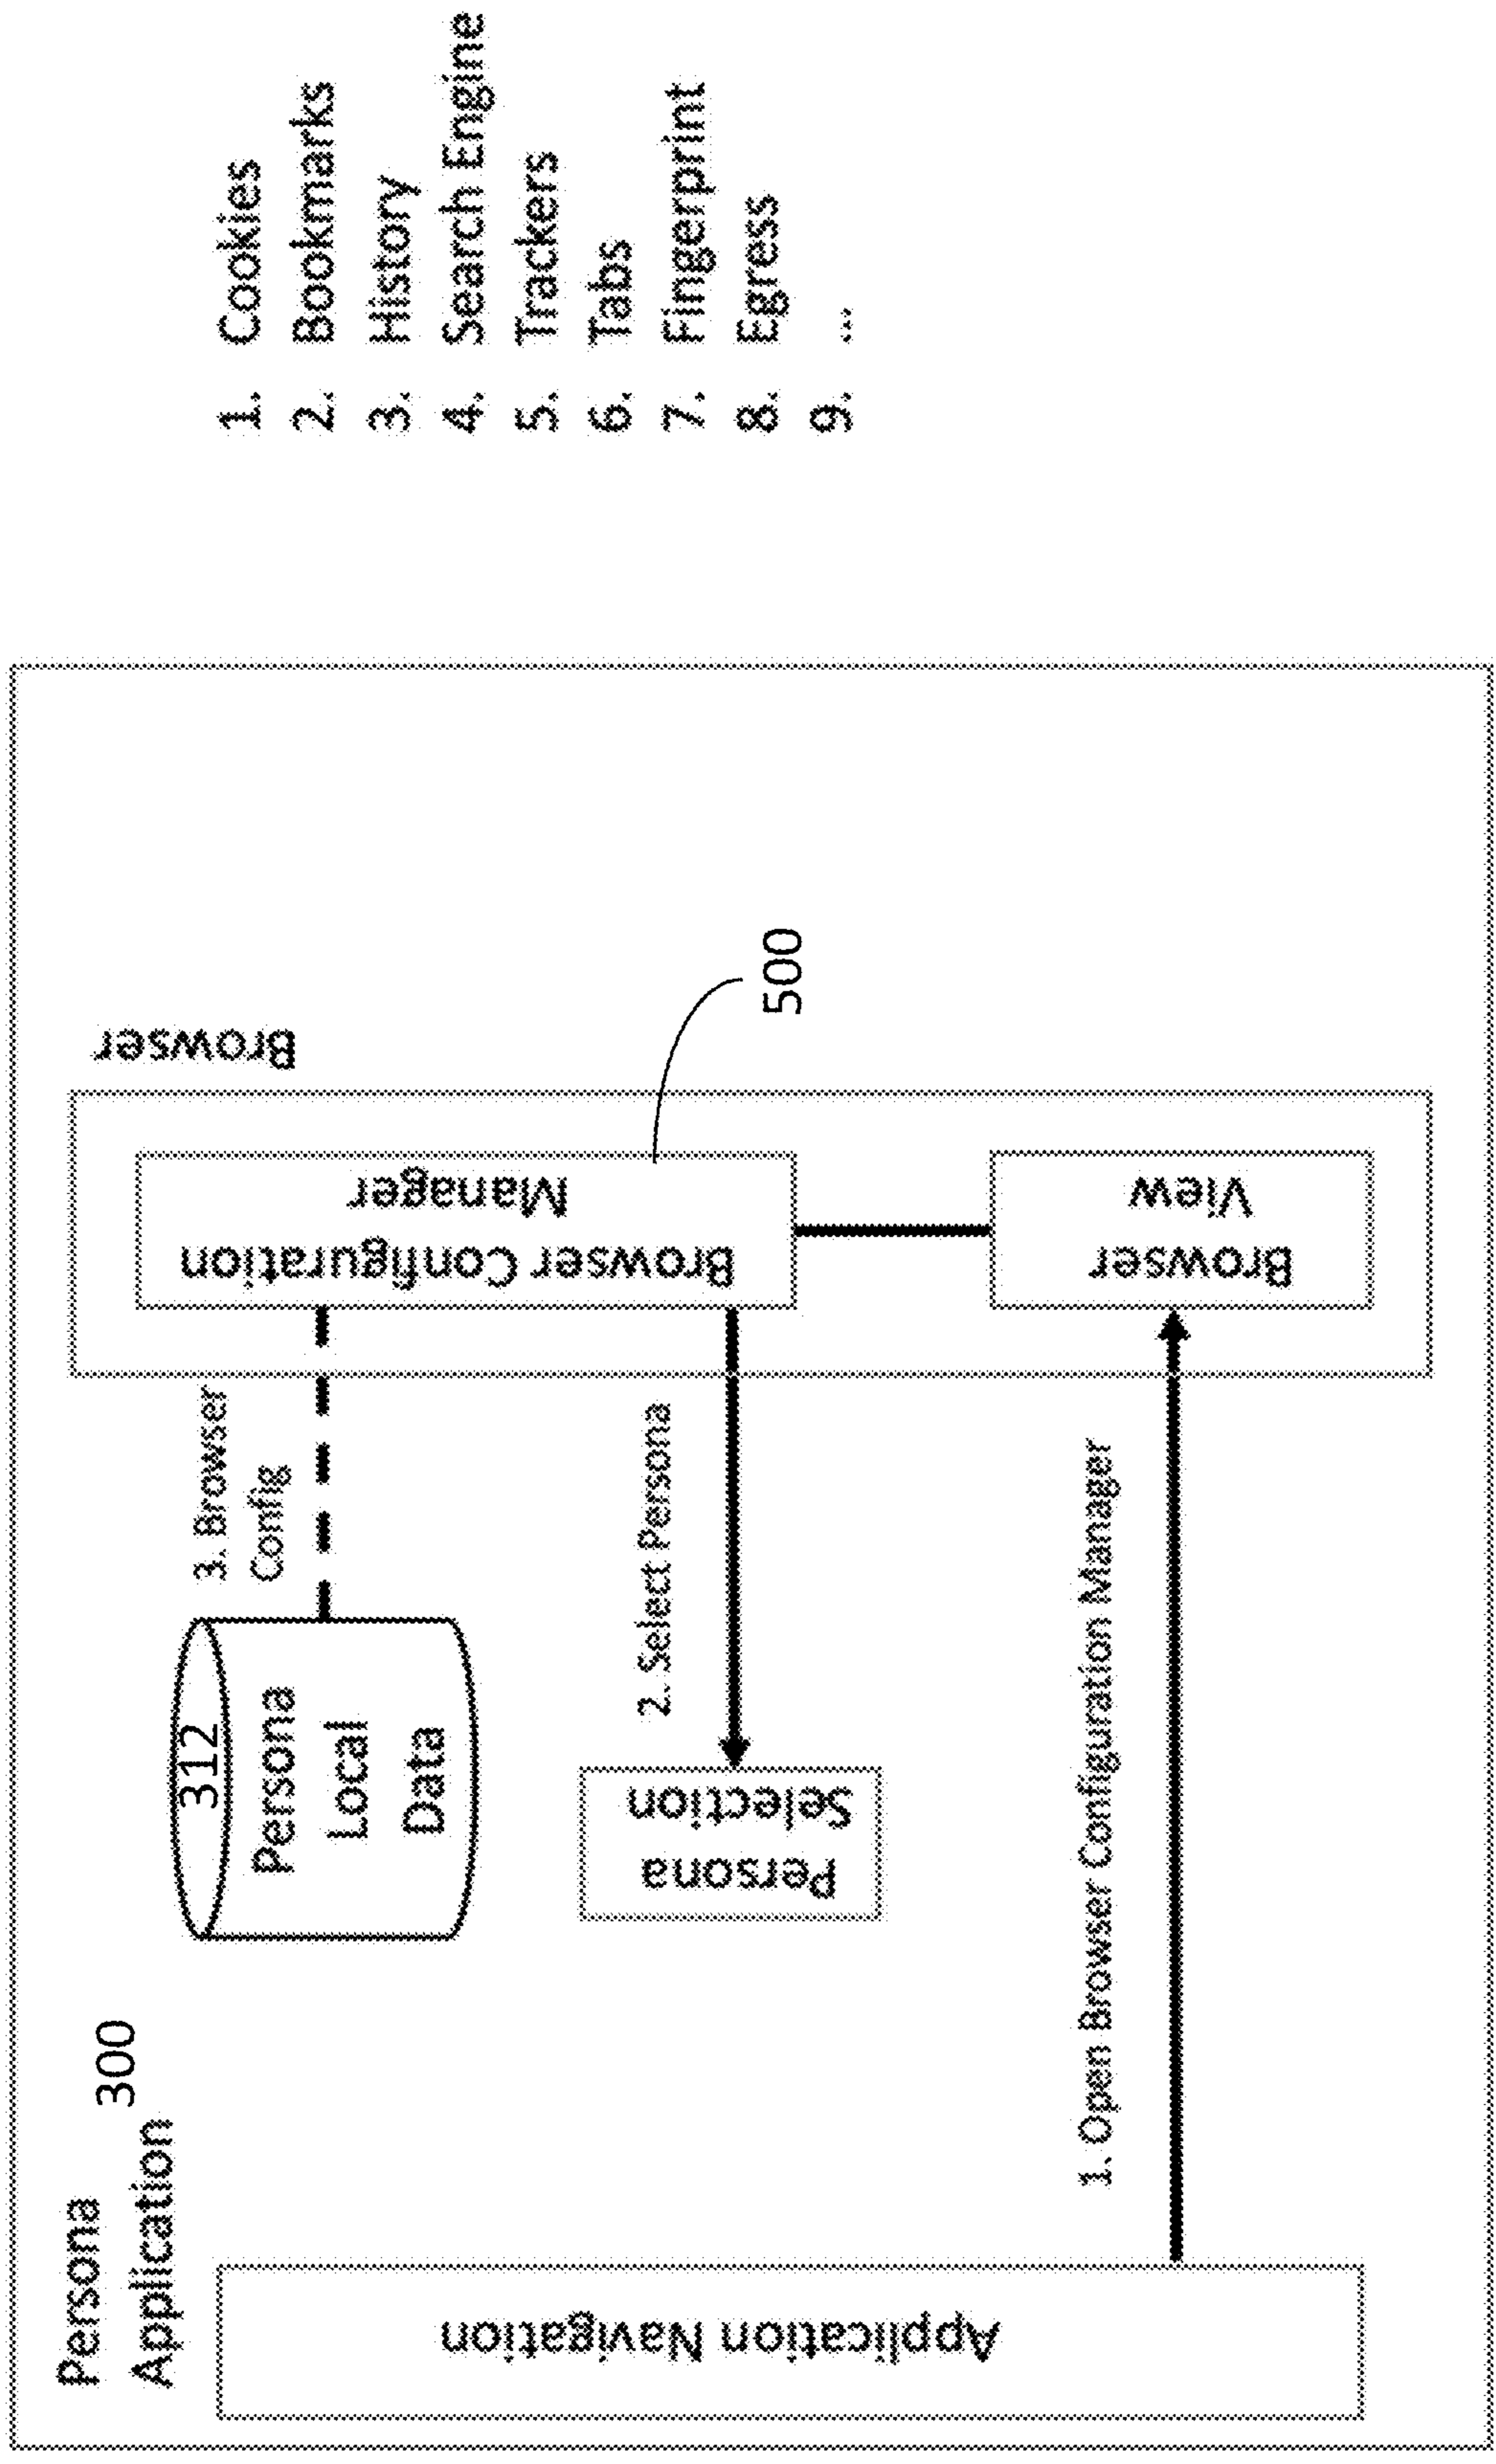 Persona
Application
300
Application Navigation
312
Persona
Local
Data
Persona
Selection
3. Browser
Config
2. Select Persona
1. Open Browser Configuration Manager
Browser
Browser Configuration
Manager
500
Browser
View
1. Cookies
2. Bookmarks
3. History
4. Search Engine
5. Trackers
6. Tabs
7. Fingerprint
8. Egress
9. ...